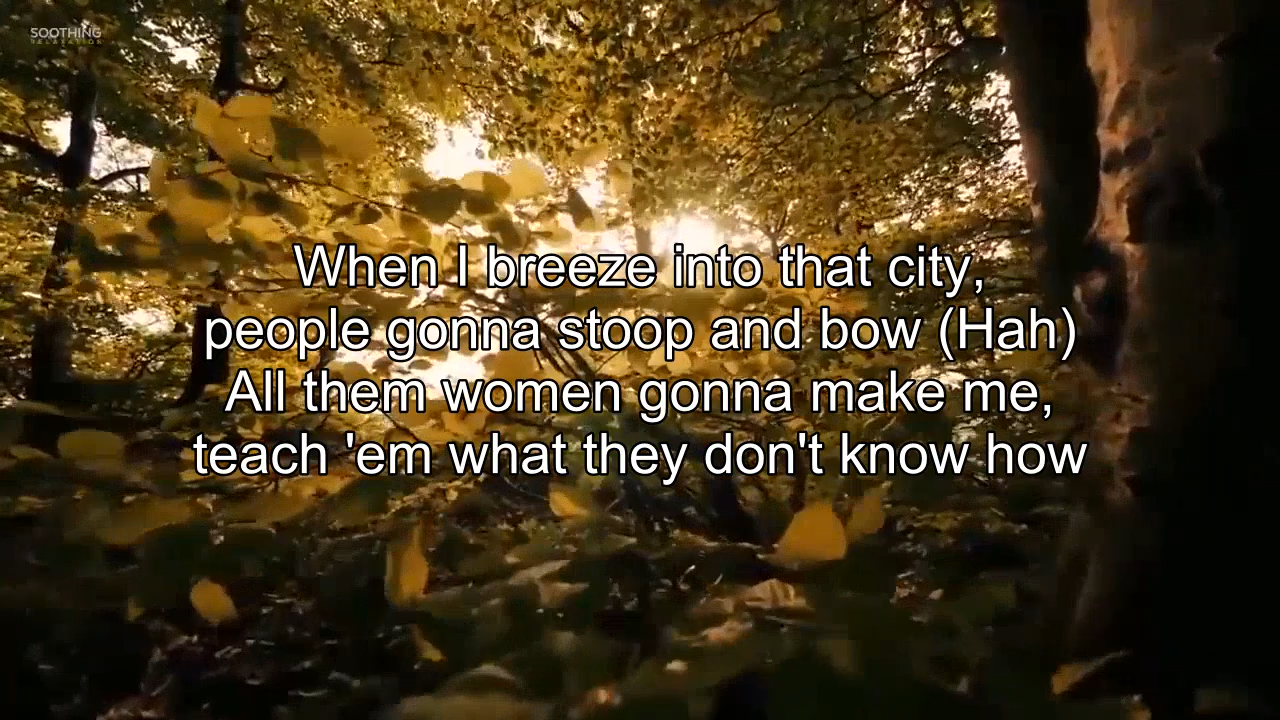 SOOTHING
RELAXATION
When I breeze into that city,
people gonna stoop and bow (Hah)
All them women gonna make me,
teach 'em what they don't know how